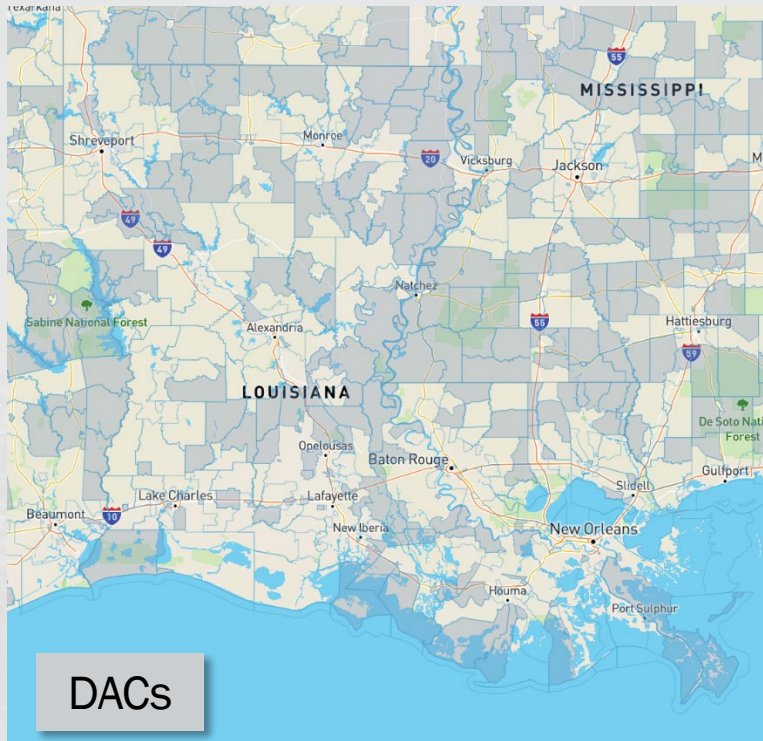 Texarkana
55
MISSISSIPPI
Shreveport
Monroe
20
Vicksburg
Jackson
M
49
49
Natchez
Sabine National Forest
55
Hattiesburg
Alexandria
59
LOUISIANA
De Soto Nati
Forest
Opelousas
Baton Rouge
Gulfport
Slidell
Lake Charles
Lafayette
Beaumont
10
New Iberia
New Orleans
Houma
Port Sulphur
DACs